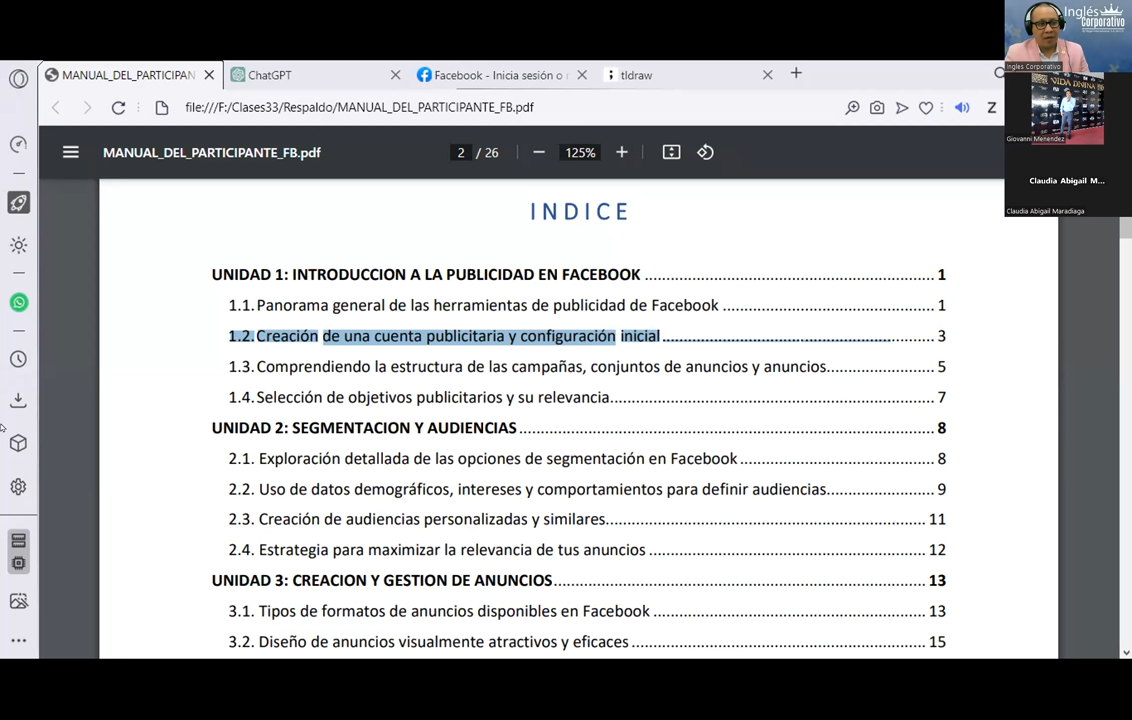 MANUAL_DEL_PARTICIPAN
ChatGPT
Facebook - Inicia sesión o
tldraw
file:///F:/Clases33/Respaldo/MANUAL_DEL_PARTICIPANTE_FB.pdf
Z
MANUAL_DEL_PARTICIPANTE_FB.pdf
2 / 26
125%
Inglés
Corporativo
Ingles Corporativo
VIDA DIVINA
Giovanni Menendez
Claudia Abigail M...
Claudia Abigail Maradiaga
INDICE
UNIDAD 1: INTRODUCCION A LA PUBLICIDAD EN FACEBOOK 1
1.1. Panorama general de las herramientas de publicidad de Facebook 1
1.2. Creación de una cuenta publicitaria y configuración inicial 3
1.3. Comprendiendo la estructura de las campañas, conjuntos de anuncios y anuncios 5
1.4. Selección de objetivos publicitarios y su relevancia 7
UNIDAD 2: SEGMENTACION Y AUDIENCIAS 8
2.1. Exploración detallada de las opciones de segmentación en Facebook 8
2.2. Uso de datos demográficos, intereses y comportamientos para definir audiencias 9
2.3. Creación de audiencias personalizadas y similares 11
2.4. Estrategia para maximizar la relevancia de tus anuncios 12
UNIDAD 3: CREACION Y GESTION DE ANUNCIOS 13
3.1. Tipos de formatos de anuncios disponibles en Facebook 13
3.2. Diseño de anuncios visualmente atractivos y eficaces 15